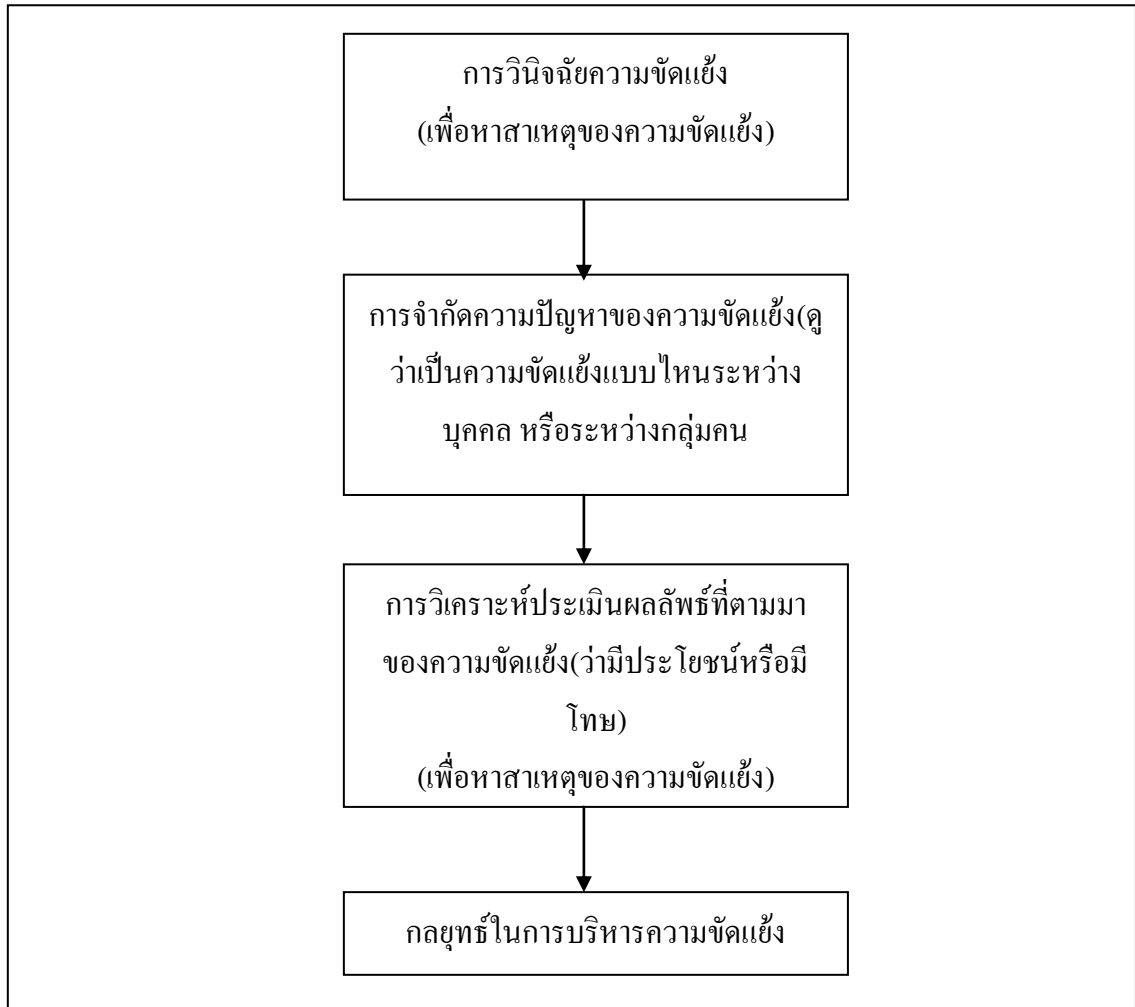 การวินิจฉัยความขัดแย้ง
(เพื่อหาสาเหตุของความขัดแย้ง)
การจำกัดความปัญหาของความขัดแย้ง(ดู
ว่าเป็นความขัดแย้งแบบไหนระหว่าง
บุคคล หรือระหว่างกลุ่มคน
การวิเคราะห์ประเมินผลลัพธ์ที่ตามมา
ของความขัดแย้ง(ว่ามีประโยชน์หรือมี
โทษ)
(เพื่อหาสาเหตุของความขัดแย้ง)
กลยุทธ์ในการบริหารความขัดแย้ง